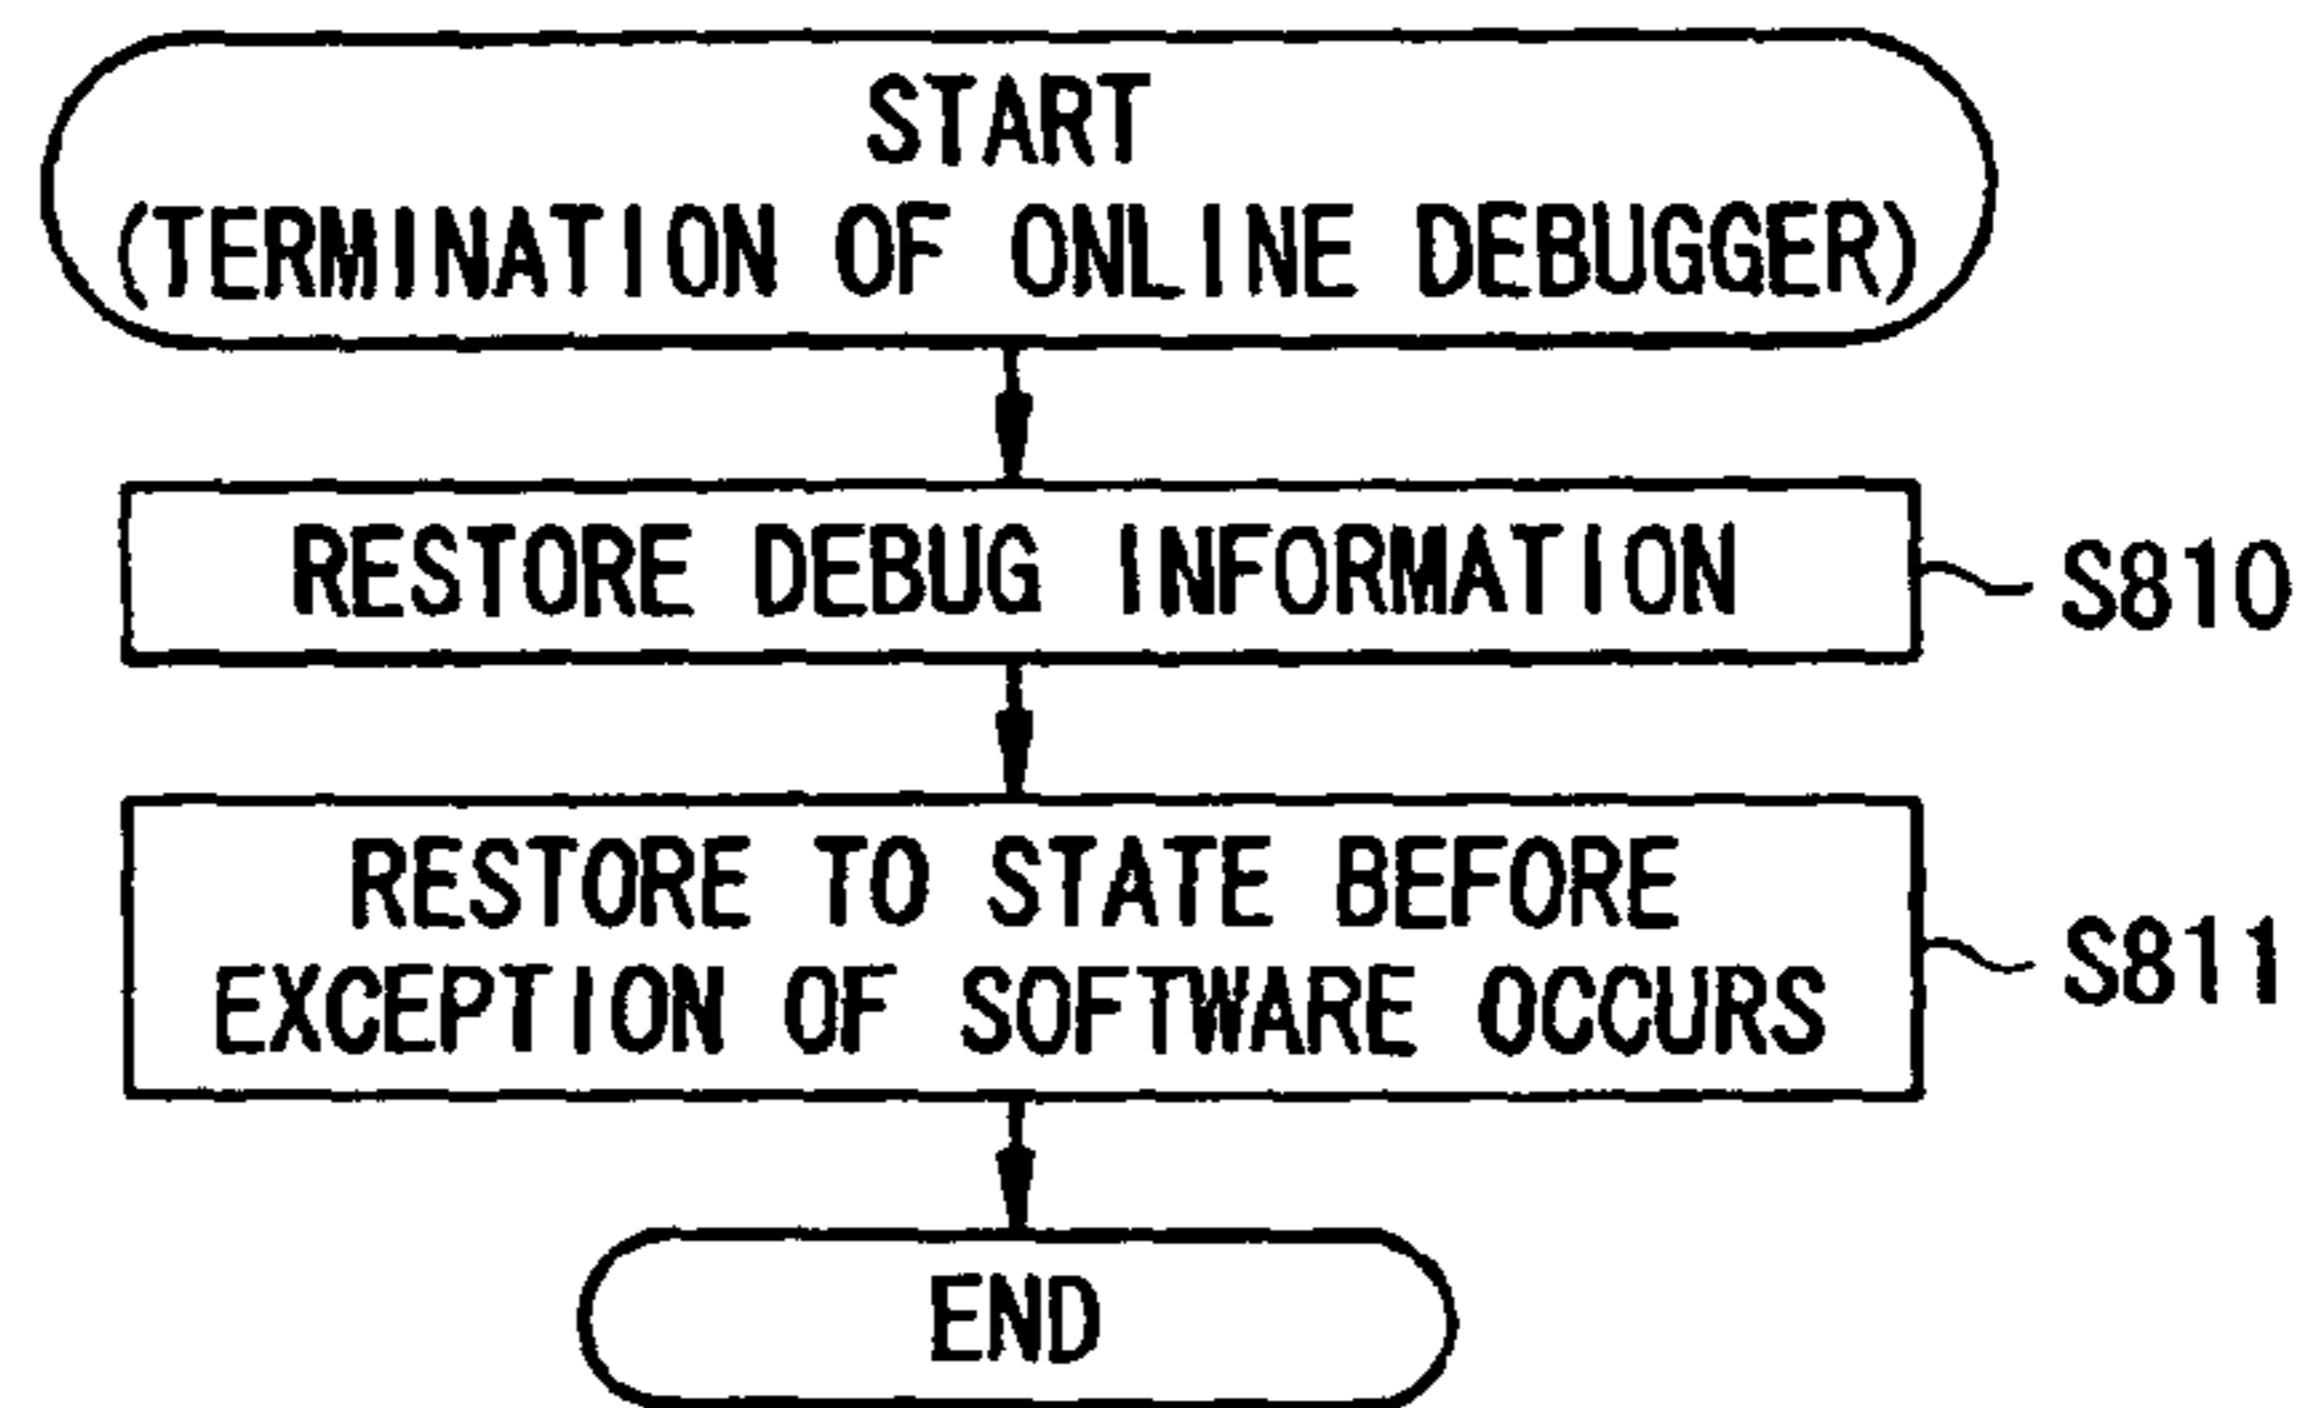 START
(TERMINATION OF ONLINE DEBUGGER)
RESTORE DEBUG INFORMATION
S810
RESTORE TO STATE BEFORE
EXCEPTION OF SOFTWARE OCCURS
S811
END